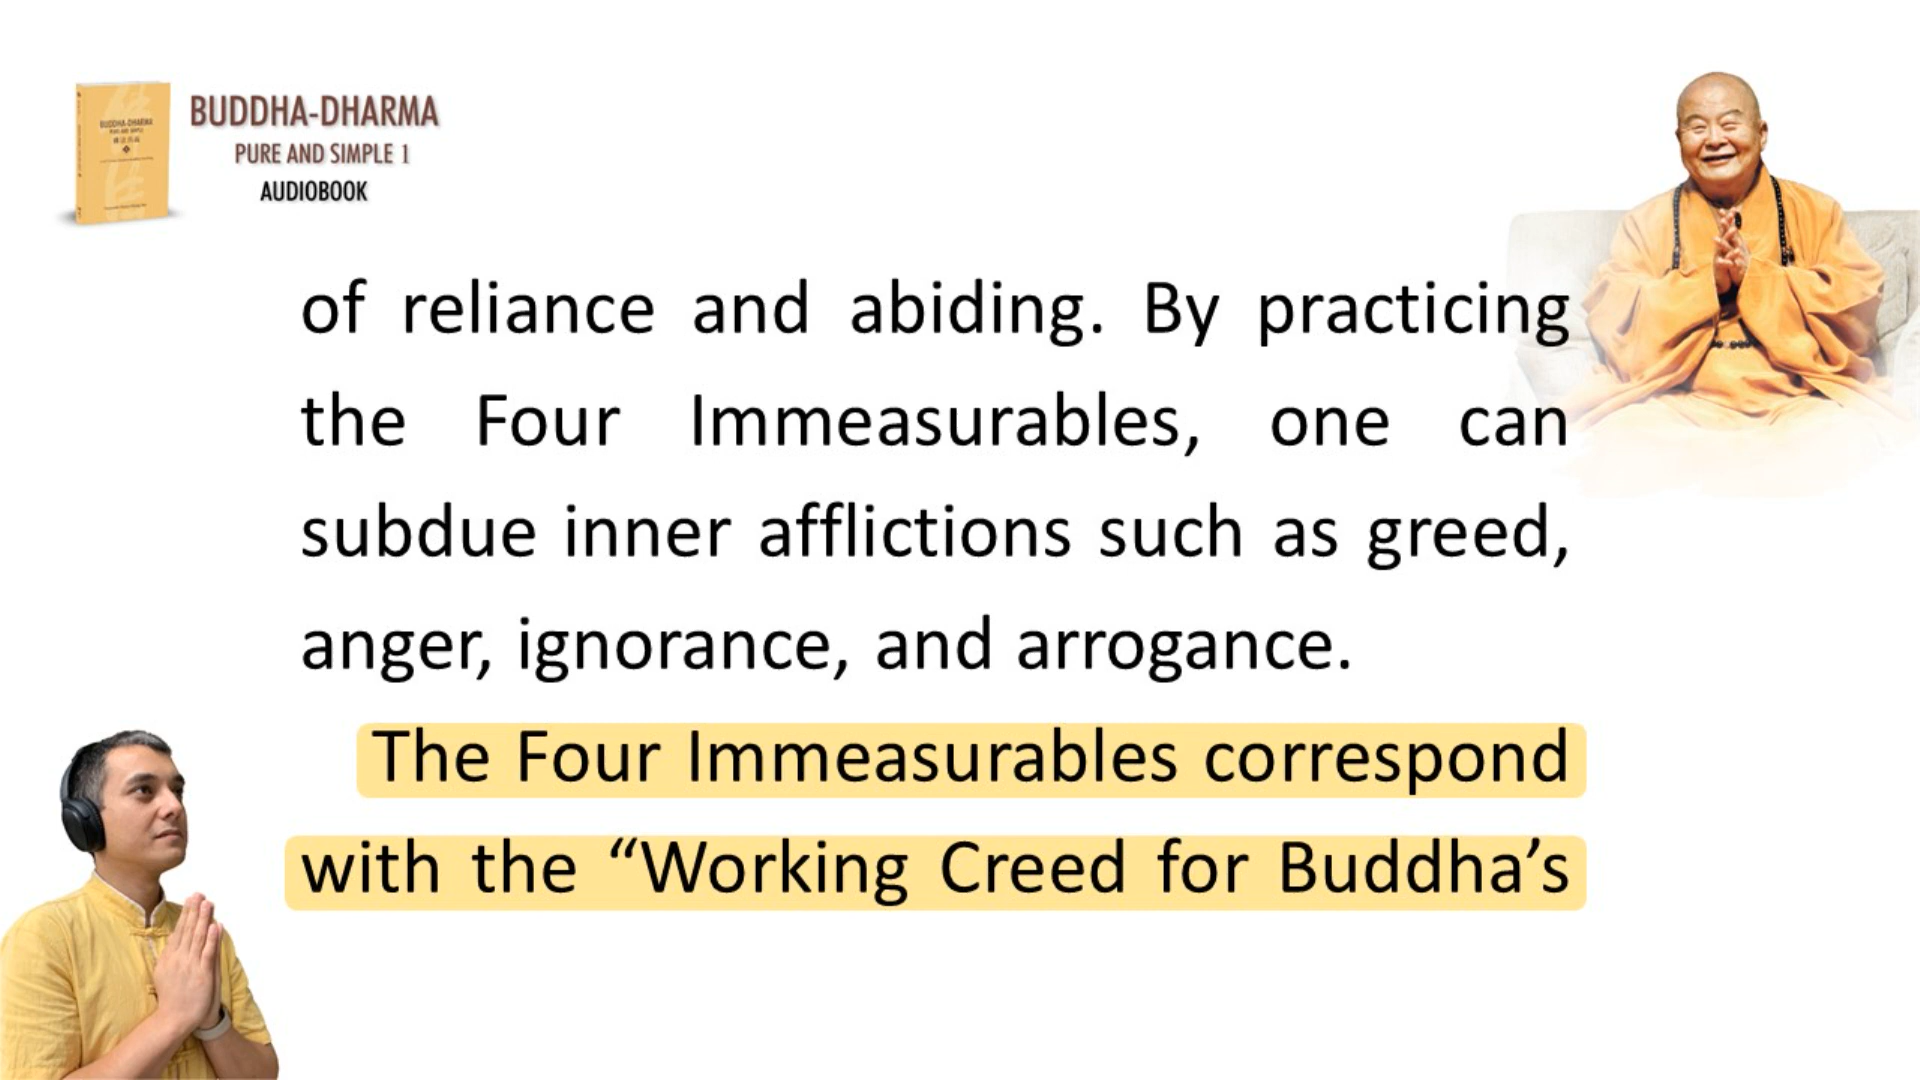 BUDDHA-DHARMA
PURE AND SIMPLE 1
AUDIOBOOK
BUDDHA-DHARMA
of reliance and abiding. By practicing
the Four Immeasurables, one can
subdue inner afflictions such as greed,
anger, ignorance, and arrogance.
The Four Immeasurables correspond
with the “Working Creed for Buddha’s